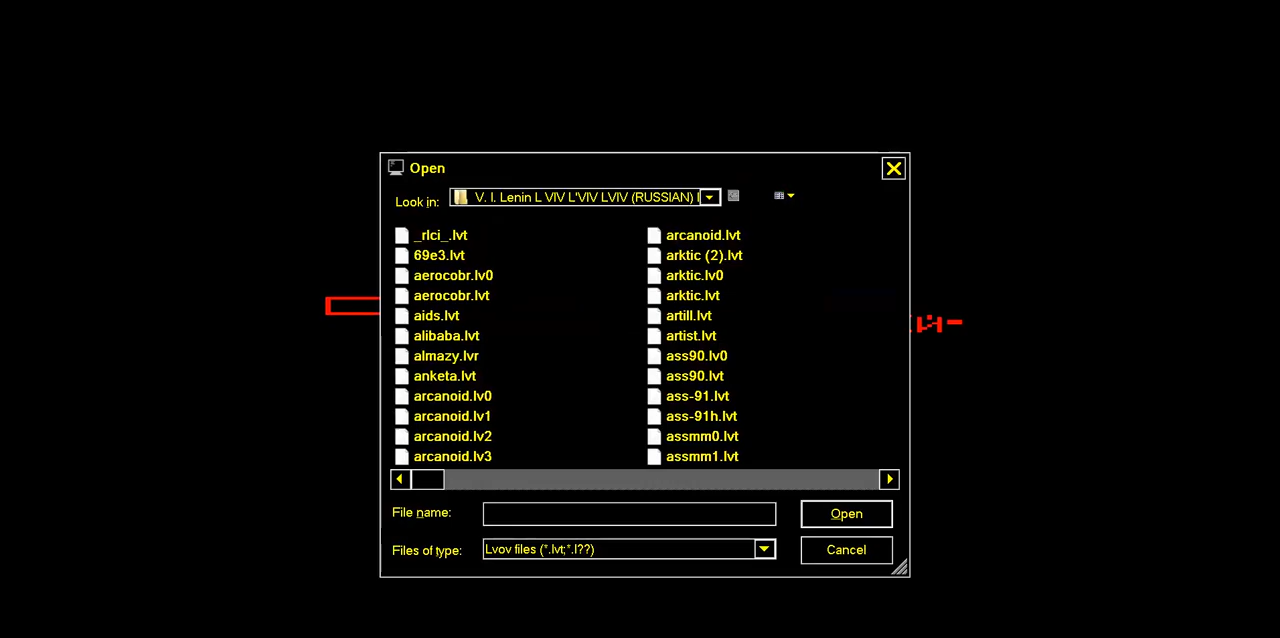 Open
Look in: V. I. Lenin L VIV L'VIV LVIV (RUSSIAN)
_rlci_.lvt
69e3.lvt
aerocobr.lv0
aerocobr.lvt
aids.lvt
alibaba.lvt
almazy.lvr
anketa.lvt
arcanoid.lv0
arcanoid.lv1
arcanoid.lv2
arcanoid.lv3
arcanoid.lvt
arktic (2).lvt
arktic.lv0
arktic.lvt
artill.lvt
artist.lvt
ass90.lv0
ass90.lvt
ass-91.lvt
ass-91h.lvt
assmm0.lvt
assmm1.lvt
File name:
Open
Files of type: Lvov files (*.lvt;*.l??)
Cancel